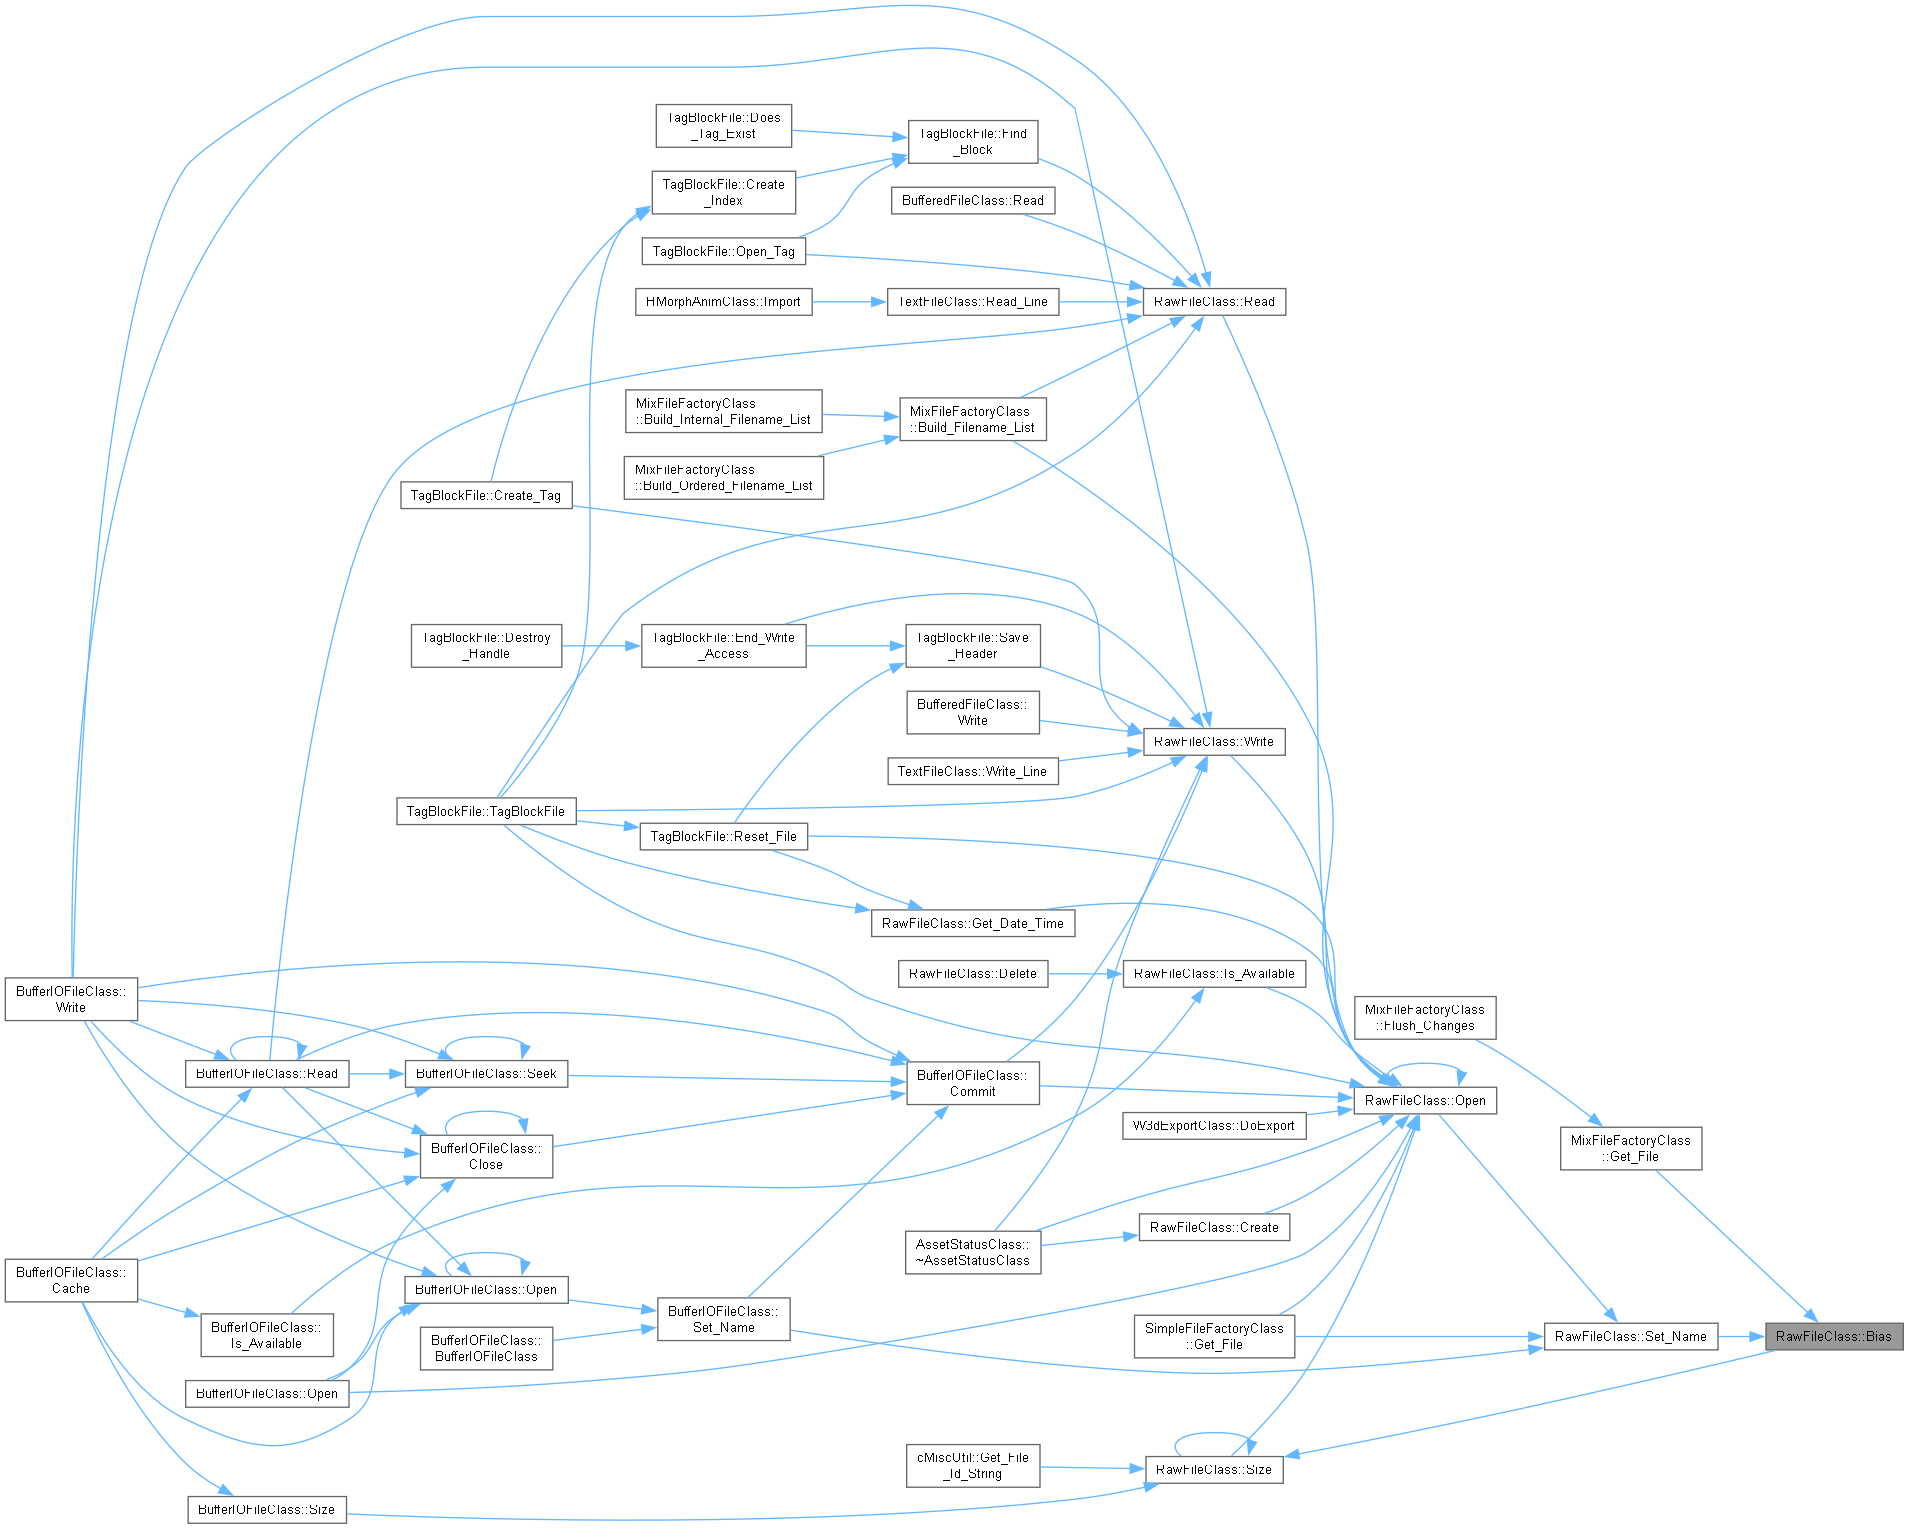 TagBlockFile::Does
_Tag_Exist
TagBlockFile::Find
_Block
TagBlockFile::Create
_Index
BufferedFileClass::Read
TagBlockFile::Open_Tag
HMorphAnimClass::Import
TextFileClass::Read_Line
RawFileClass::Read
MixFileFactoryClass
::Build_Internal_Filename_List
MixFileFactoryClass
::Build_Filename_List
MixFileFactoryClass
::Build_Ordered_Filename_List
TagBlockFile::Create_Tag
TagBlockFile::Destroy
_Handle
TagBlockFile::End_Write
_Access
TagBlockFile::Save
_Header
BufferedFileClass::
Write
RawFileClass::Write
TextFileClass::Write_Line
TagBlockFile::TagBlockFile
TagBlockFile::Reset_File
RawFileClass::Get_Date_Time
RawFileClass::Delete
RawFileClass::Is_Available
BufferIOFileClass::
Write
MixFileFactoryClass
::Flush_Changes
BufferIOFileClass::Read
BufferIOFileClass::Seek
BufferIOFileClass::
Commit
RawFileClass::Open
W3dExportClass::DoExport
MixFileFactoryClass
::Get_File
BufferIOFileClass::
Close
RawFileClass::Create
AssetStatusClass::
~AssetStatusClass
BufferIOFileClass::
Cache
BufferIOFileClass::Open
BufferIOFileClass::
Set_Name
BufferIOFileClass::
Is_Available
BufferIOFileClass::
BufferIOFileClass
SimpleFileFactoryClass
::Get_File
RawFileClass::Set_Name
RawFileClass::Bias
BufferIOFileClass::Open
cMiscUtil::Get_File
_Id_String
RawFileClass::Size
BufferIOFileClass::Size